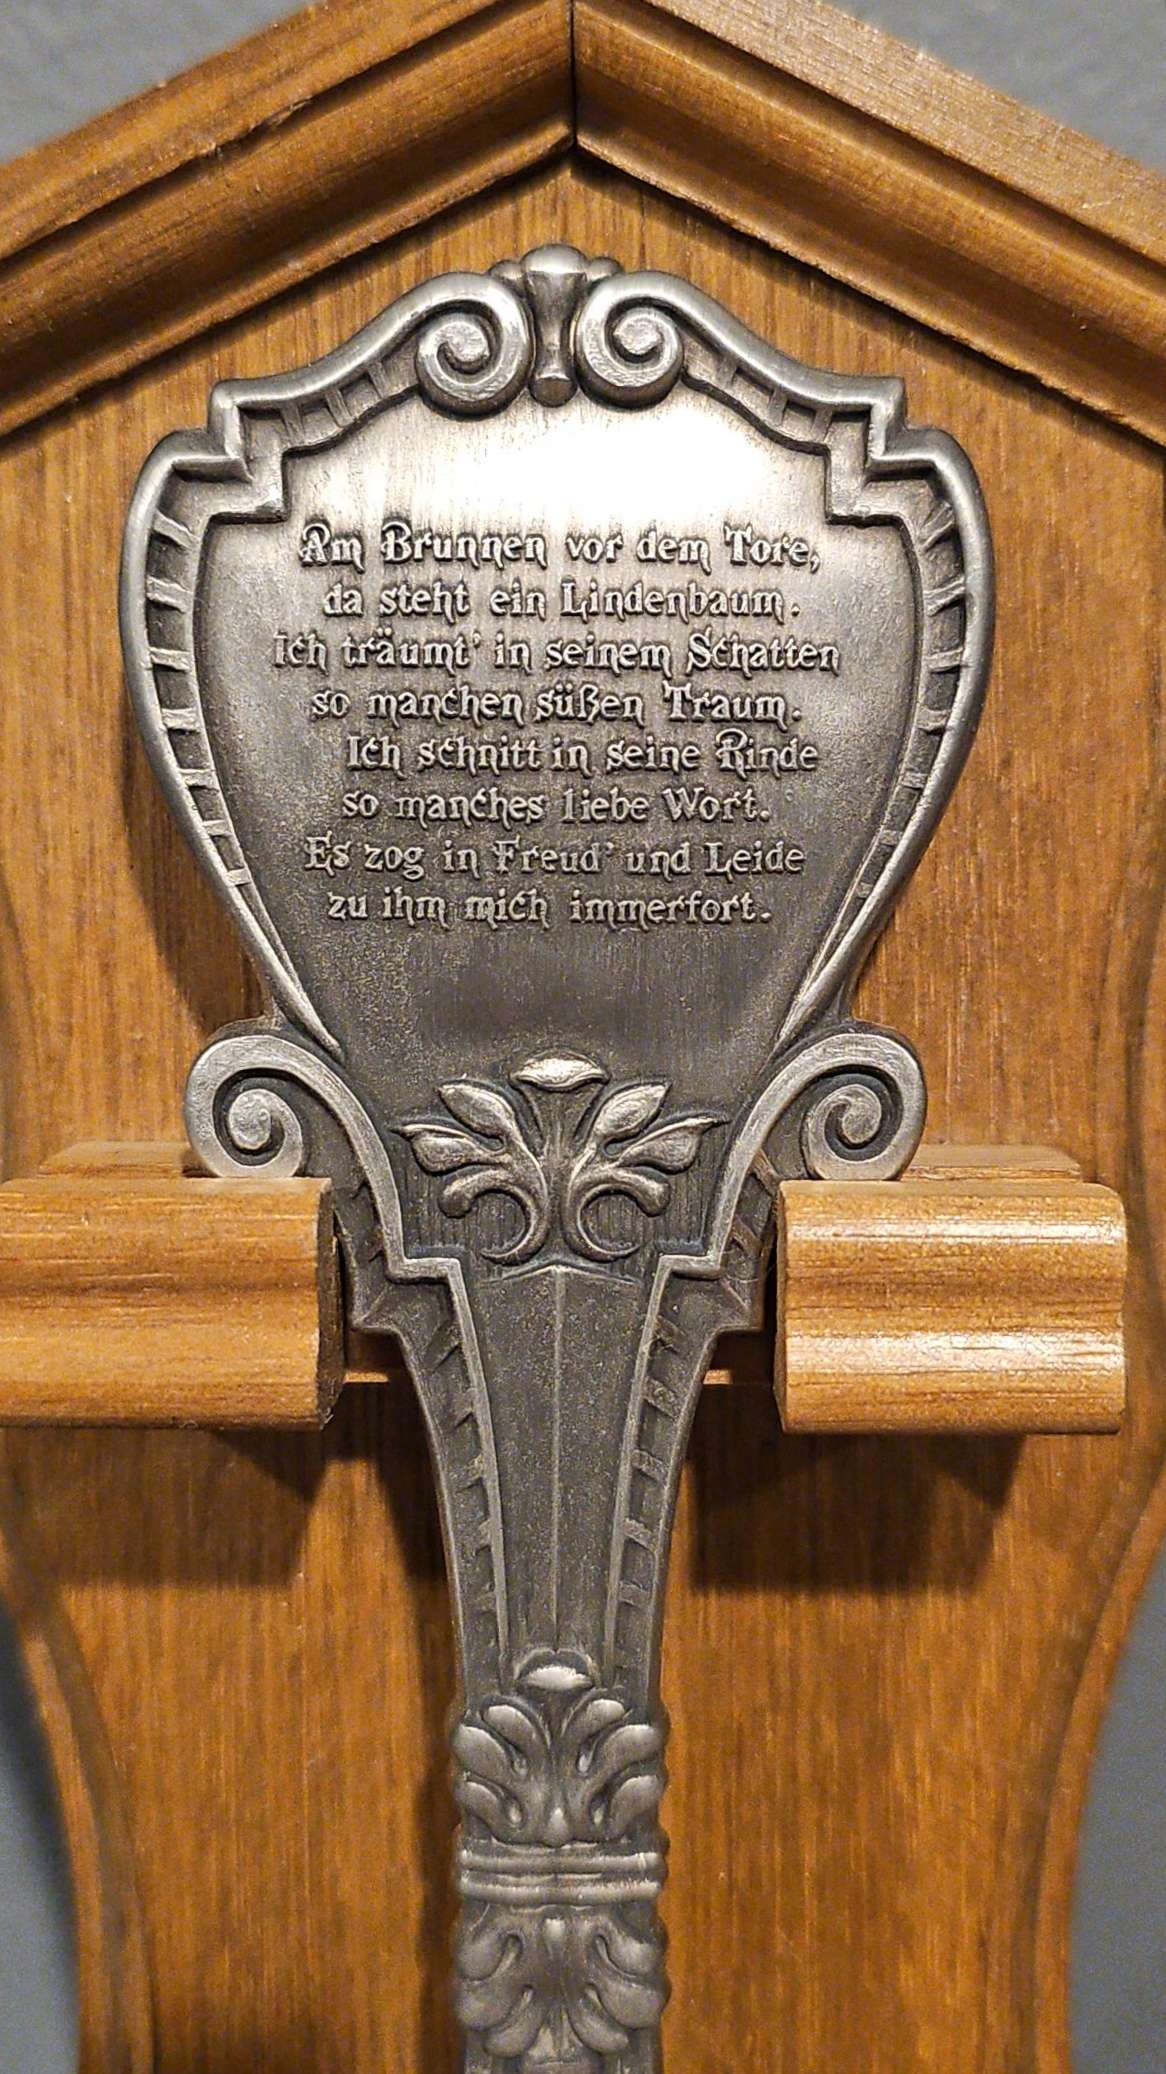 Am Brunnen vor dem Tore,
da steht ein Lindenbaum.
Ich träumt' in seinem Schatten
so manchen süßen Traum.
Ich schnitt in seine Rinde
so manches liebe Wort.
Es zog in Freud' und Leide
zu ihm mich immerfort.